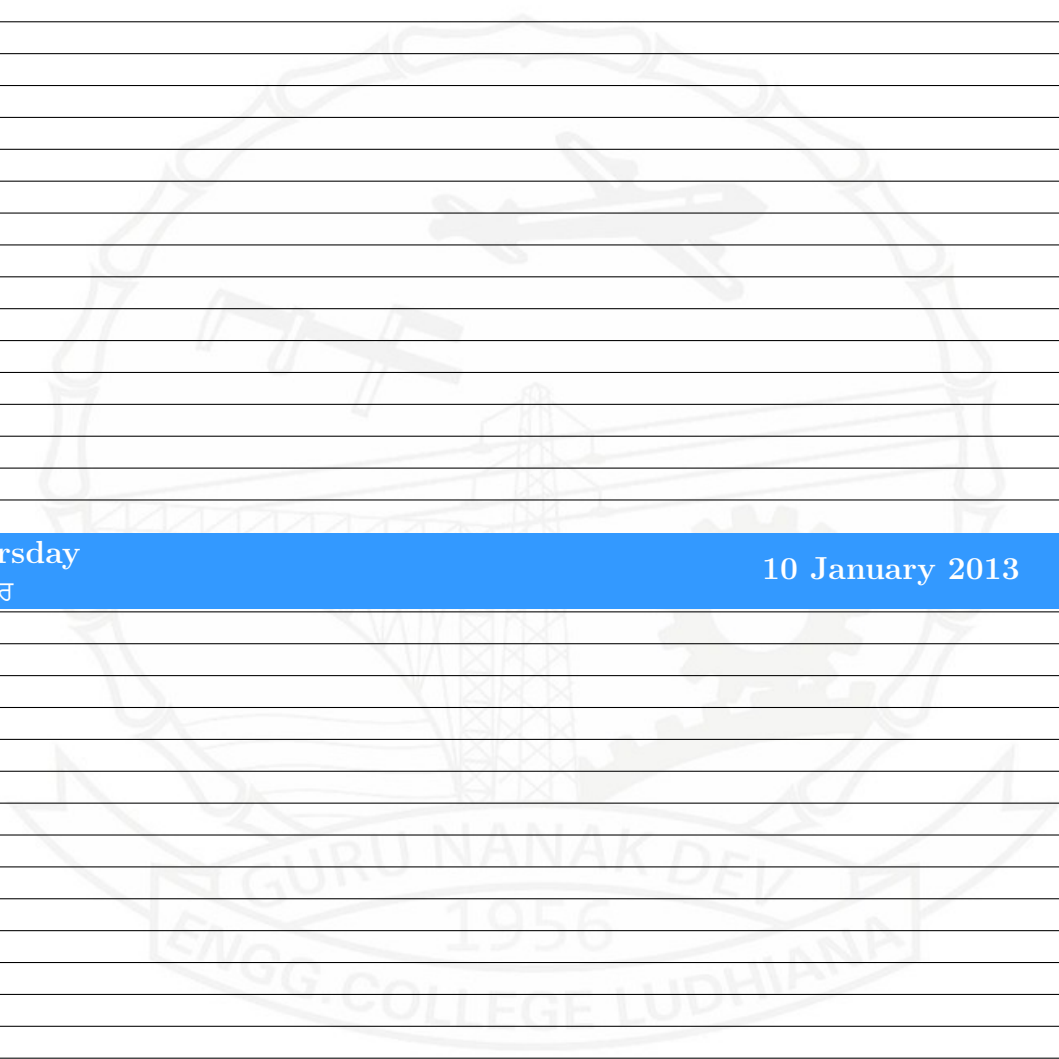 rsday
ਰ
10 January 2013
GURU NANAK DEV
1956
ENGG. COLLEGE LUDHIANA